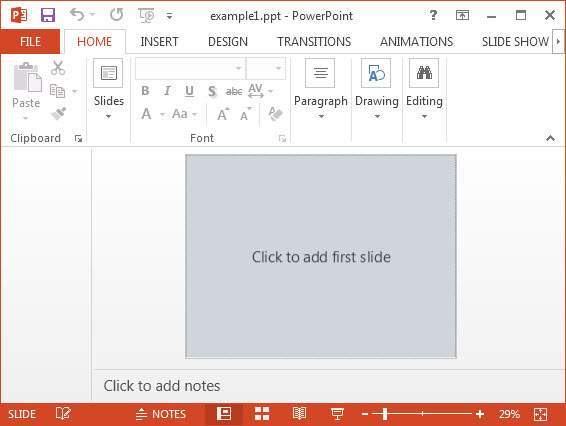 example1.ppt - PowerPoint
FILE HOME INSERT DESIGN TRANSITIONS ANIMATIONS SLIDE SHOW
Paste
Slides
B I U S abc AV
A Aa A A
Paragraph Drawing Editing
Clipboard Font
Click to add first slide
Click to add notes
SLIDE NOTES 29%